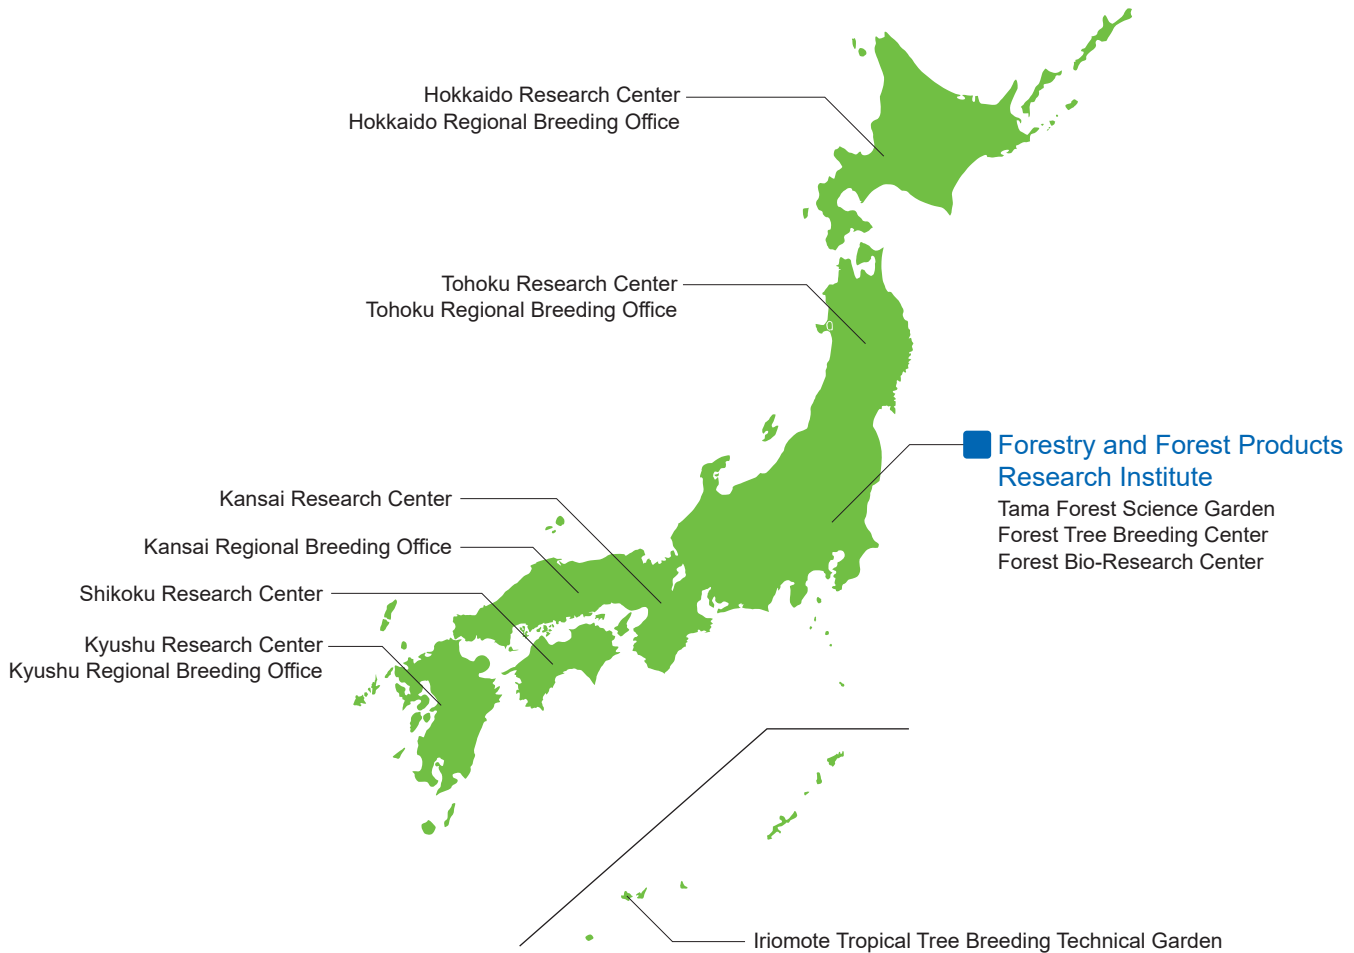 Hokkaido Research Center
Hokkaido Regional Breeding Office
Tohoku Research Center
Tohoku Regional Breeding Office
Forestry and Forest Products
Research Institute
Tama Forest Science Garden
Forest Tree Breeding Center
Forest Bio-Research Center
Kansai Research Center
Kansai Regional Breeding Office
Shikoku Research Center
Kyushu Research Center
Kyushu Regional Breeding Office
Iriomote Tropical Tree Breeding Technical Garden